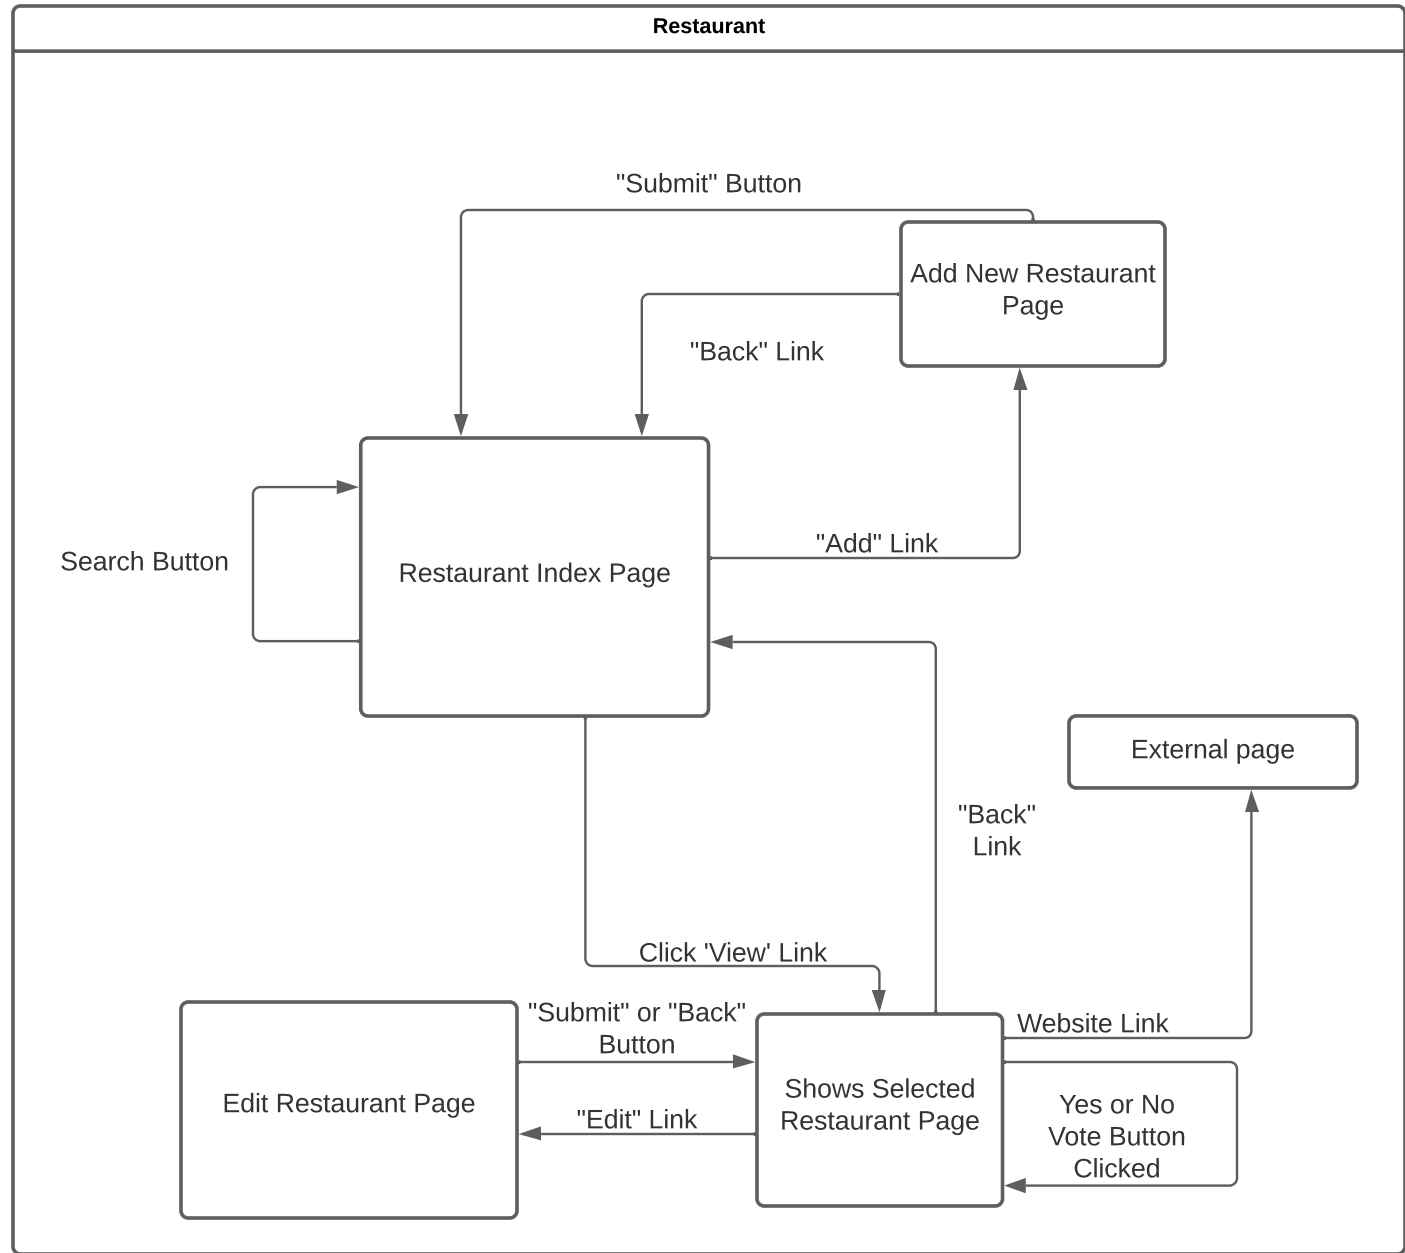 Restaurant
"Submit" Button
Add New Restaurant
Page
"Back" Link
Search Button
"Add" Link
Restaurant Index Page
External page
"Back"
Link
Click 'View' Link
"Submit" or "Back"
Button
Website Link
Edit Restaurant Page
"Edit" Link
Shows Selected
Restaurant Page
Yes or No
Vote Button
Clicked